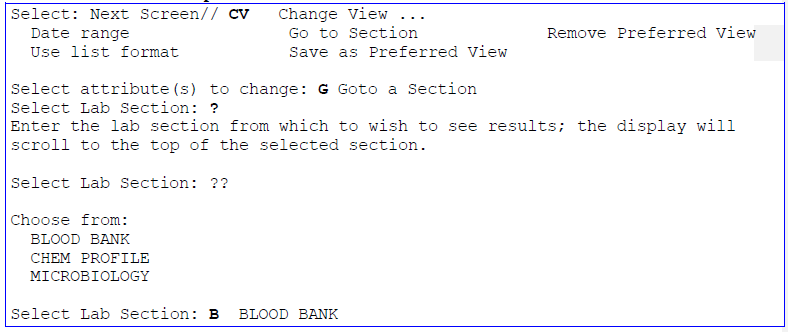 Select: Next Screen// CV Change View ...
Date range Go to Section Remove Preferred View
Use list format Save as Preferred View
Select attribute(s) to change: G Goto a Section
Select Lab Section: ?
Enter the lab section from which to wish to see results; the display will
scroll to the top of the selected section.
Select Lab Section: ??
Choose from:
BLOOD BANK
CHEM PROFILE
MICROBIOLOGY
Select Lab Section: B BLOOD BANK